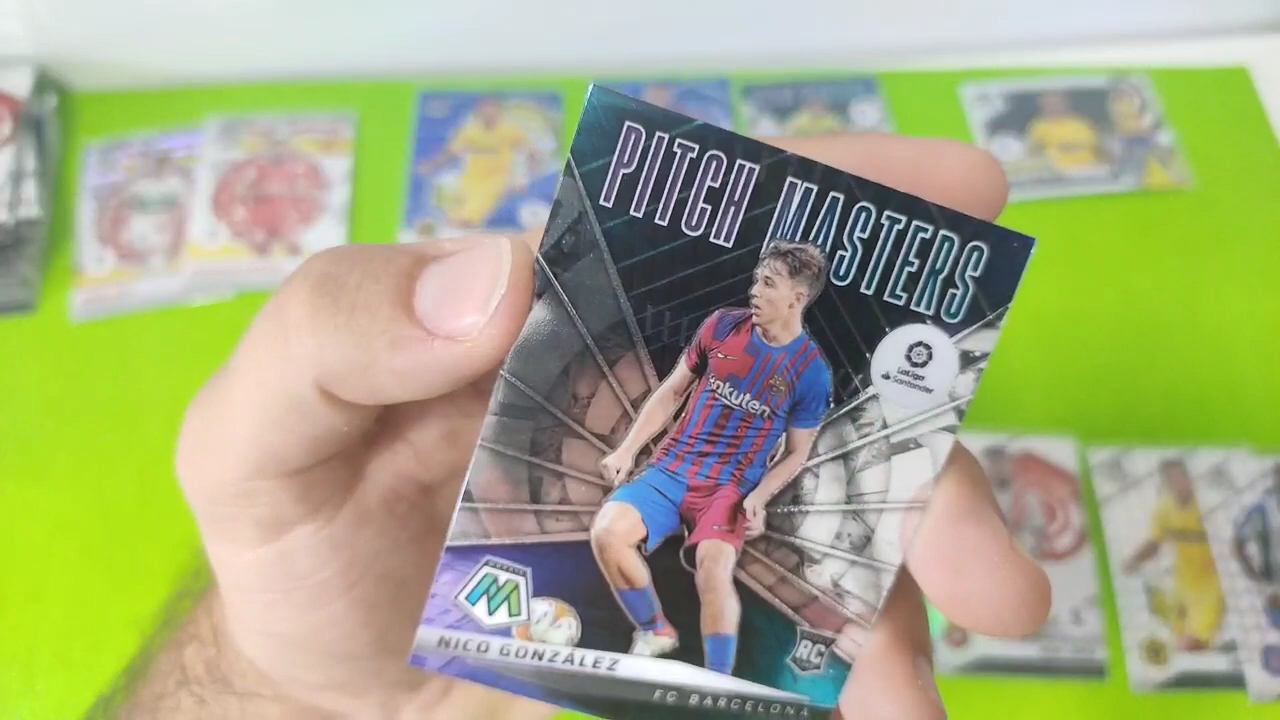 PITCH MASTERS
LaLiga
Santander
Rakuten
MOSAIC
M
NICO GONZÁLEZ
RC
FC BARCELONA